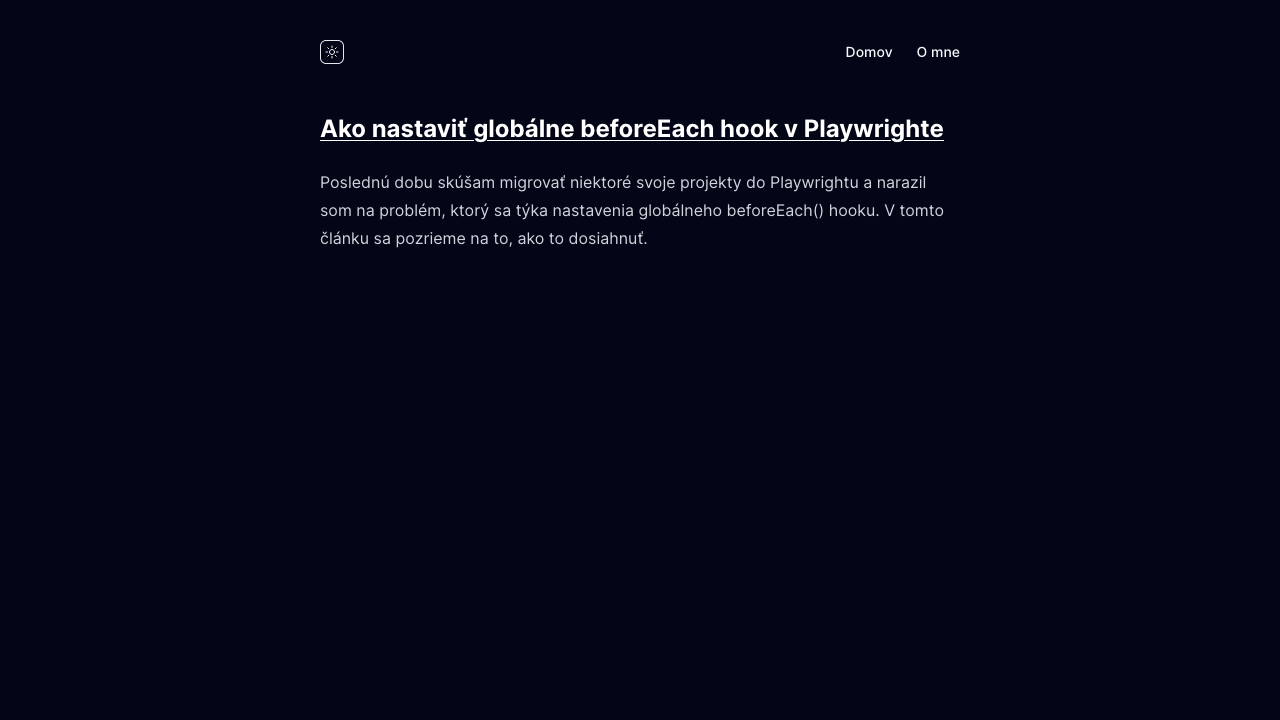 Domov O mne
Ako nastaviť globálne beforeEach hook v Playwrighte
Poslednú dobu skúšam migrovať niektoré svoje projekty do Playwrightu a narazil
som na problém, ktorý sa týka nastavenia globálneho beforeEach() hooku. V tomto
článku sa pozrieme na to, ako to dosiahnuť.